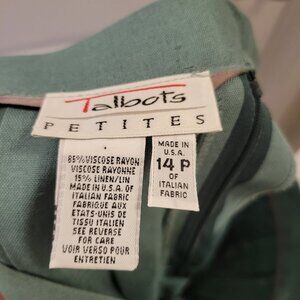 Talbots
PETITES
85%VISCOSE RAYON
VISCOSE RAYONNE
15% LINEN/LIN
MADE IN U.S.A. OF
ITALIAN FABRIC
FABRIQUE AUX
ETATS-UNIS DE
TISSU ITALIEN
SEE REVERSE
FOR CARE
VOIR VERSO POUR
ENTRETIEN
MADE IN
U.S.A.
14 P
OF
ITALIAN
FABRIC